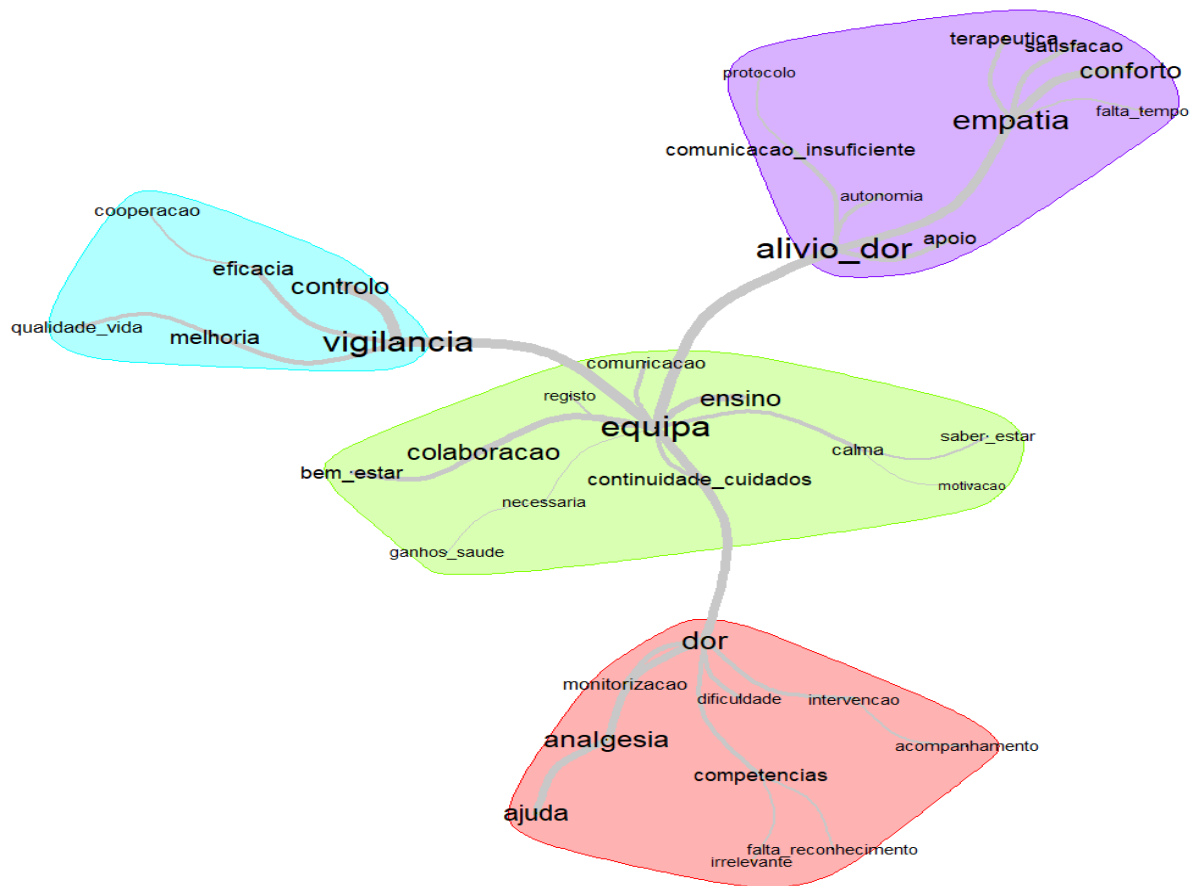 terapeutica
satisfacao
conforto
protocolo
falta_tempo
empatia
comunicacao_insuficiente
autonomia
apoio
alivio_dor
cooperacao
eficacia
controlo
qualidade_vida
melhoria
vigilancia
comunicacao
registo
ensino
equipa
saber_estar
colaboracao
calma
bem_estar
continuidade_cuidados
motivacao
necessaria
ganhos_saude
dor
monitorizacao
dificuldade
intervencao
analgesia
acompanhamento
competencias
ajuda
falta_reconhecimento
irrelevante